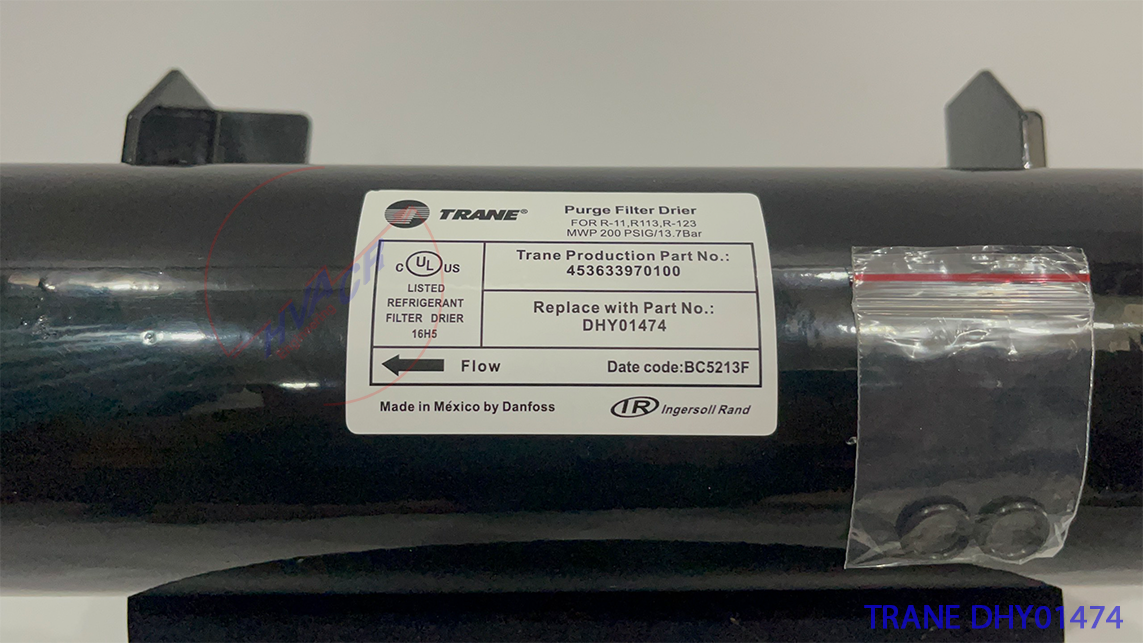 TRANE®
Purge Filter Drier
FOR R-11,R113,R-123
MWP 200 PSIG/13.7Bar
C UL US
LISTED
REFRIGERANT
FILTER DRIER
16H5
Trane Production Part No.:
453633970100
Replace with Part No.:
DHY01474
Flow
Date code:BC5213F
Made in México by Danfoss
IR Ingersoll Rand
HVACF
TRANE DHY01474